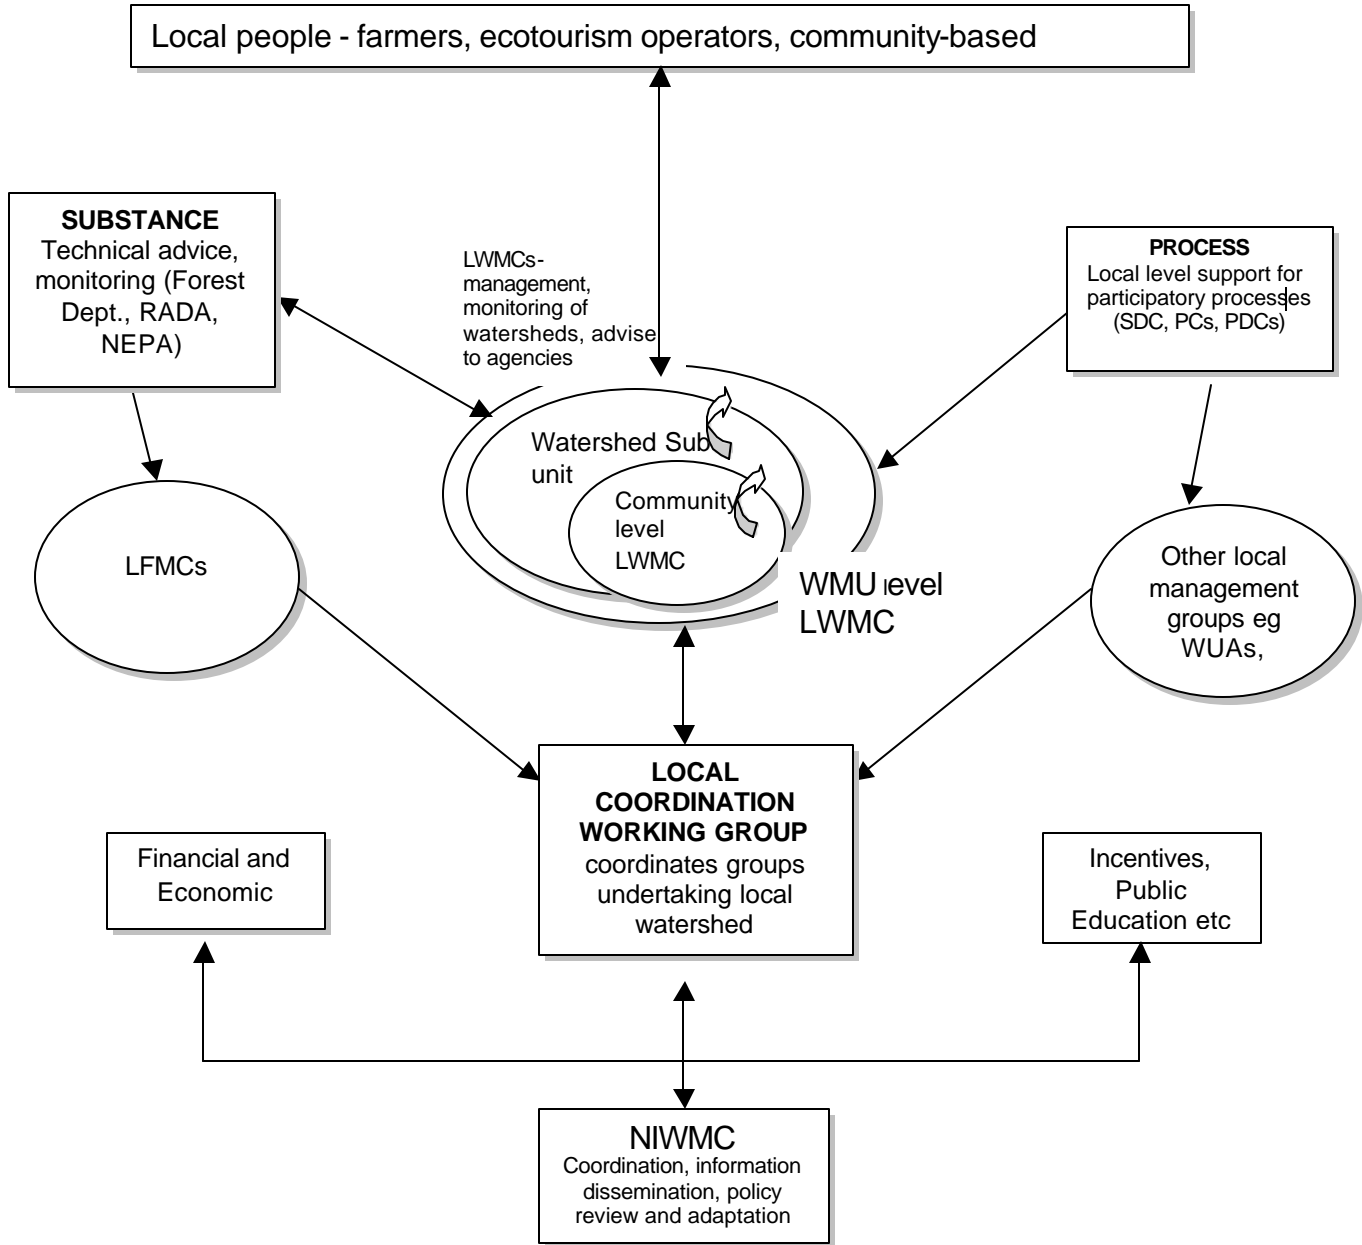 Local people - farmers, ecotourism operators, community-based
SUBSTANCE
Technical advice,
monitoring (Forest
Dept., RADA,
NEPA)
LWMCs-
management,
monitoring of
watersheds, advise
to agencies
PROCESS
Local level support for
participatory processes
(SDC, PCs, PDCs)
Watershed Sub
unit
Community
level
LWMC
WMU level
LWMC
LFMCs
Other local
management
groups eg
WUAs,
LOCAL
COORDINATION
WORKING GROUP
coordinates groups
undertaking local
watershed
Financial and
Economic
Incentives,
Public
Education etc
NIWMC
Coordination, information
dissemination, policy
review and adaptation